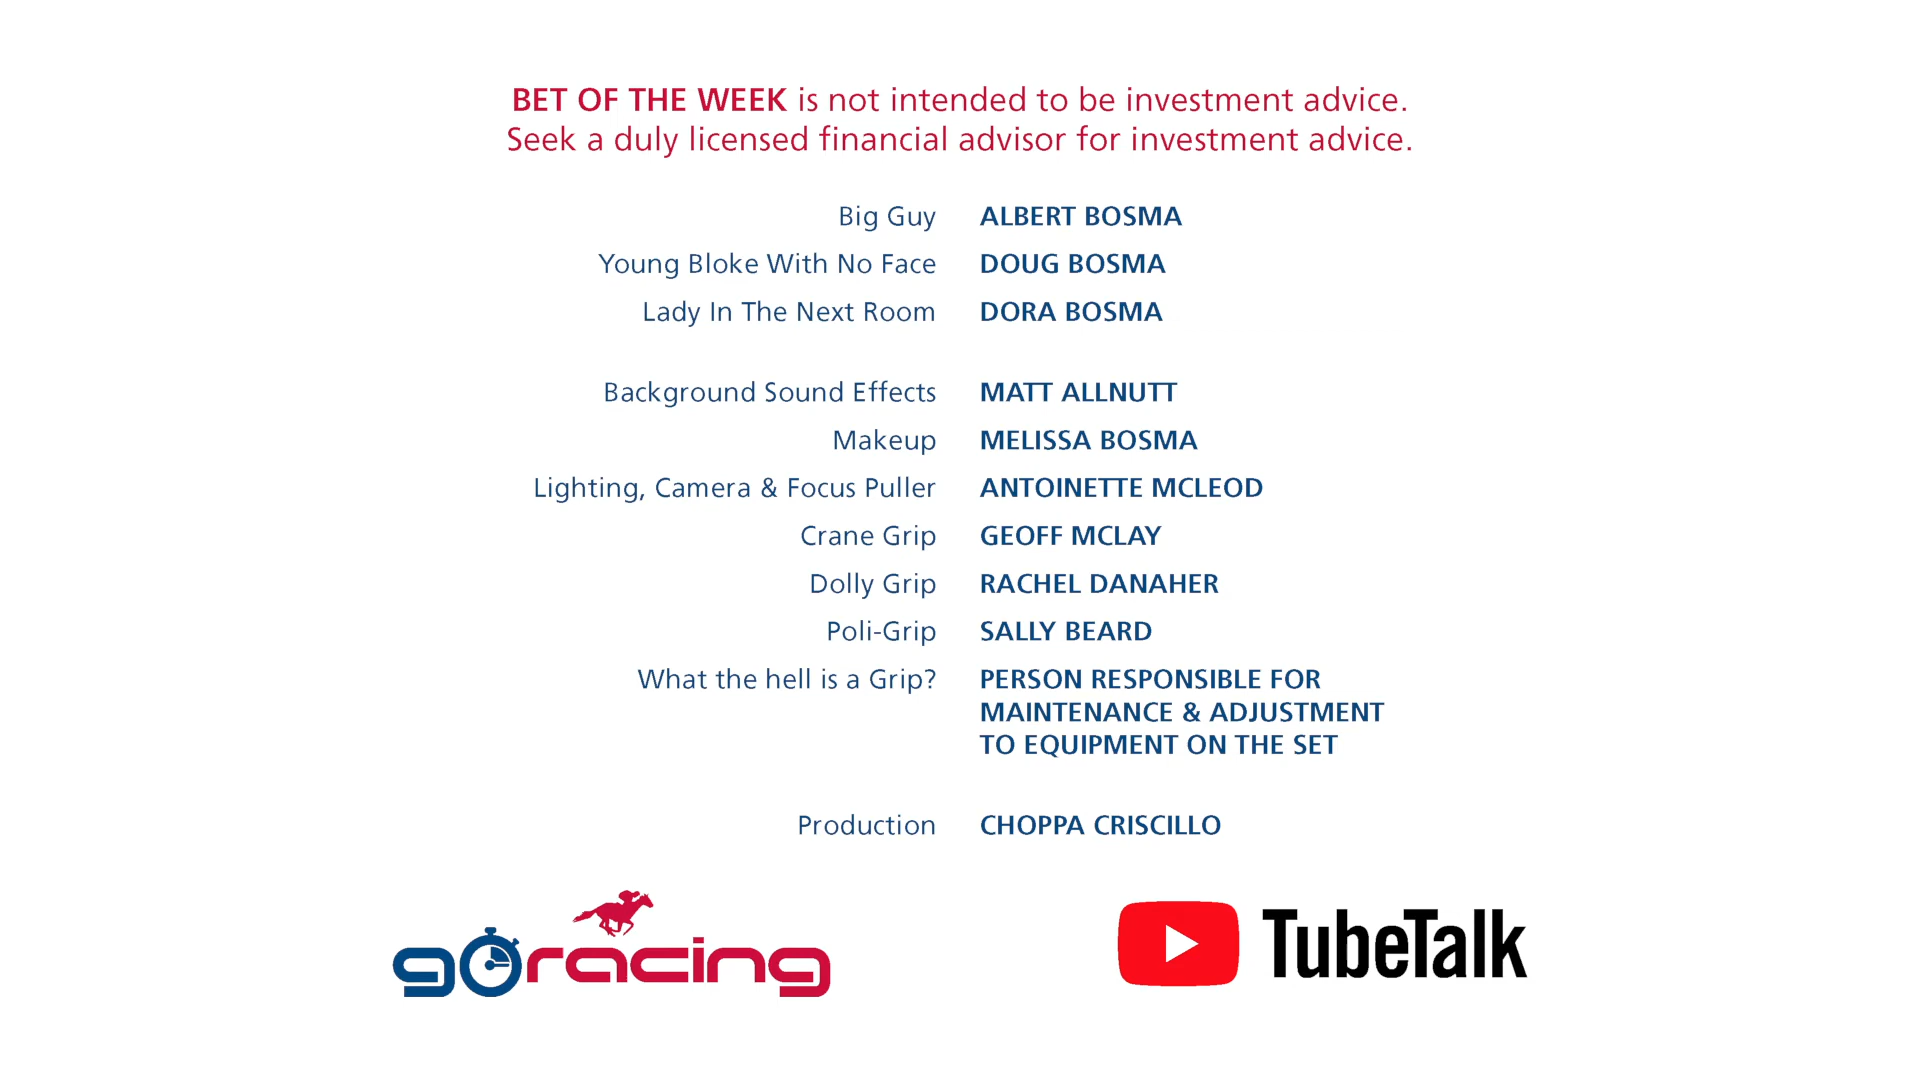 BET OF THE WEEK is not intended to be investment advice.
Seek a duly licensed financial advisor for investment advice.
Big Guy ALBERT BOSMA
Young Bloke With No Face DOUG BOSMA
Lady In The Next Room DORA BOSMA
Background Sound Effects MATT ALLNUTT
Makeup MELISSA BOSMA
Lighting, Camera & Focus Puller ANTOINETTE MCLEOD
Crane Grip GEOFF MCLAY
Dolly Grip RACHEL DANAHER
Poli-Grip SALLY BEARD
What the hell is a Grip? PERSON RESPONSIBLE FOR
MAINTENANCE & ADJUSTMENT
TO EQUIPMENT ON THE SET
Production CHOPPA CRISCILLO
goracing TubeTalk